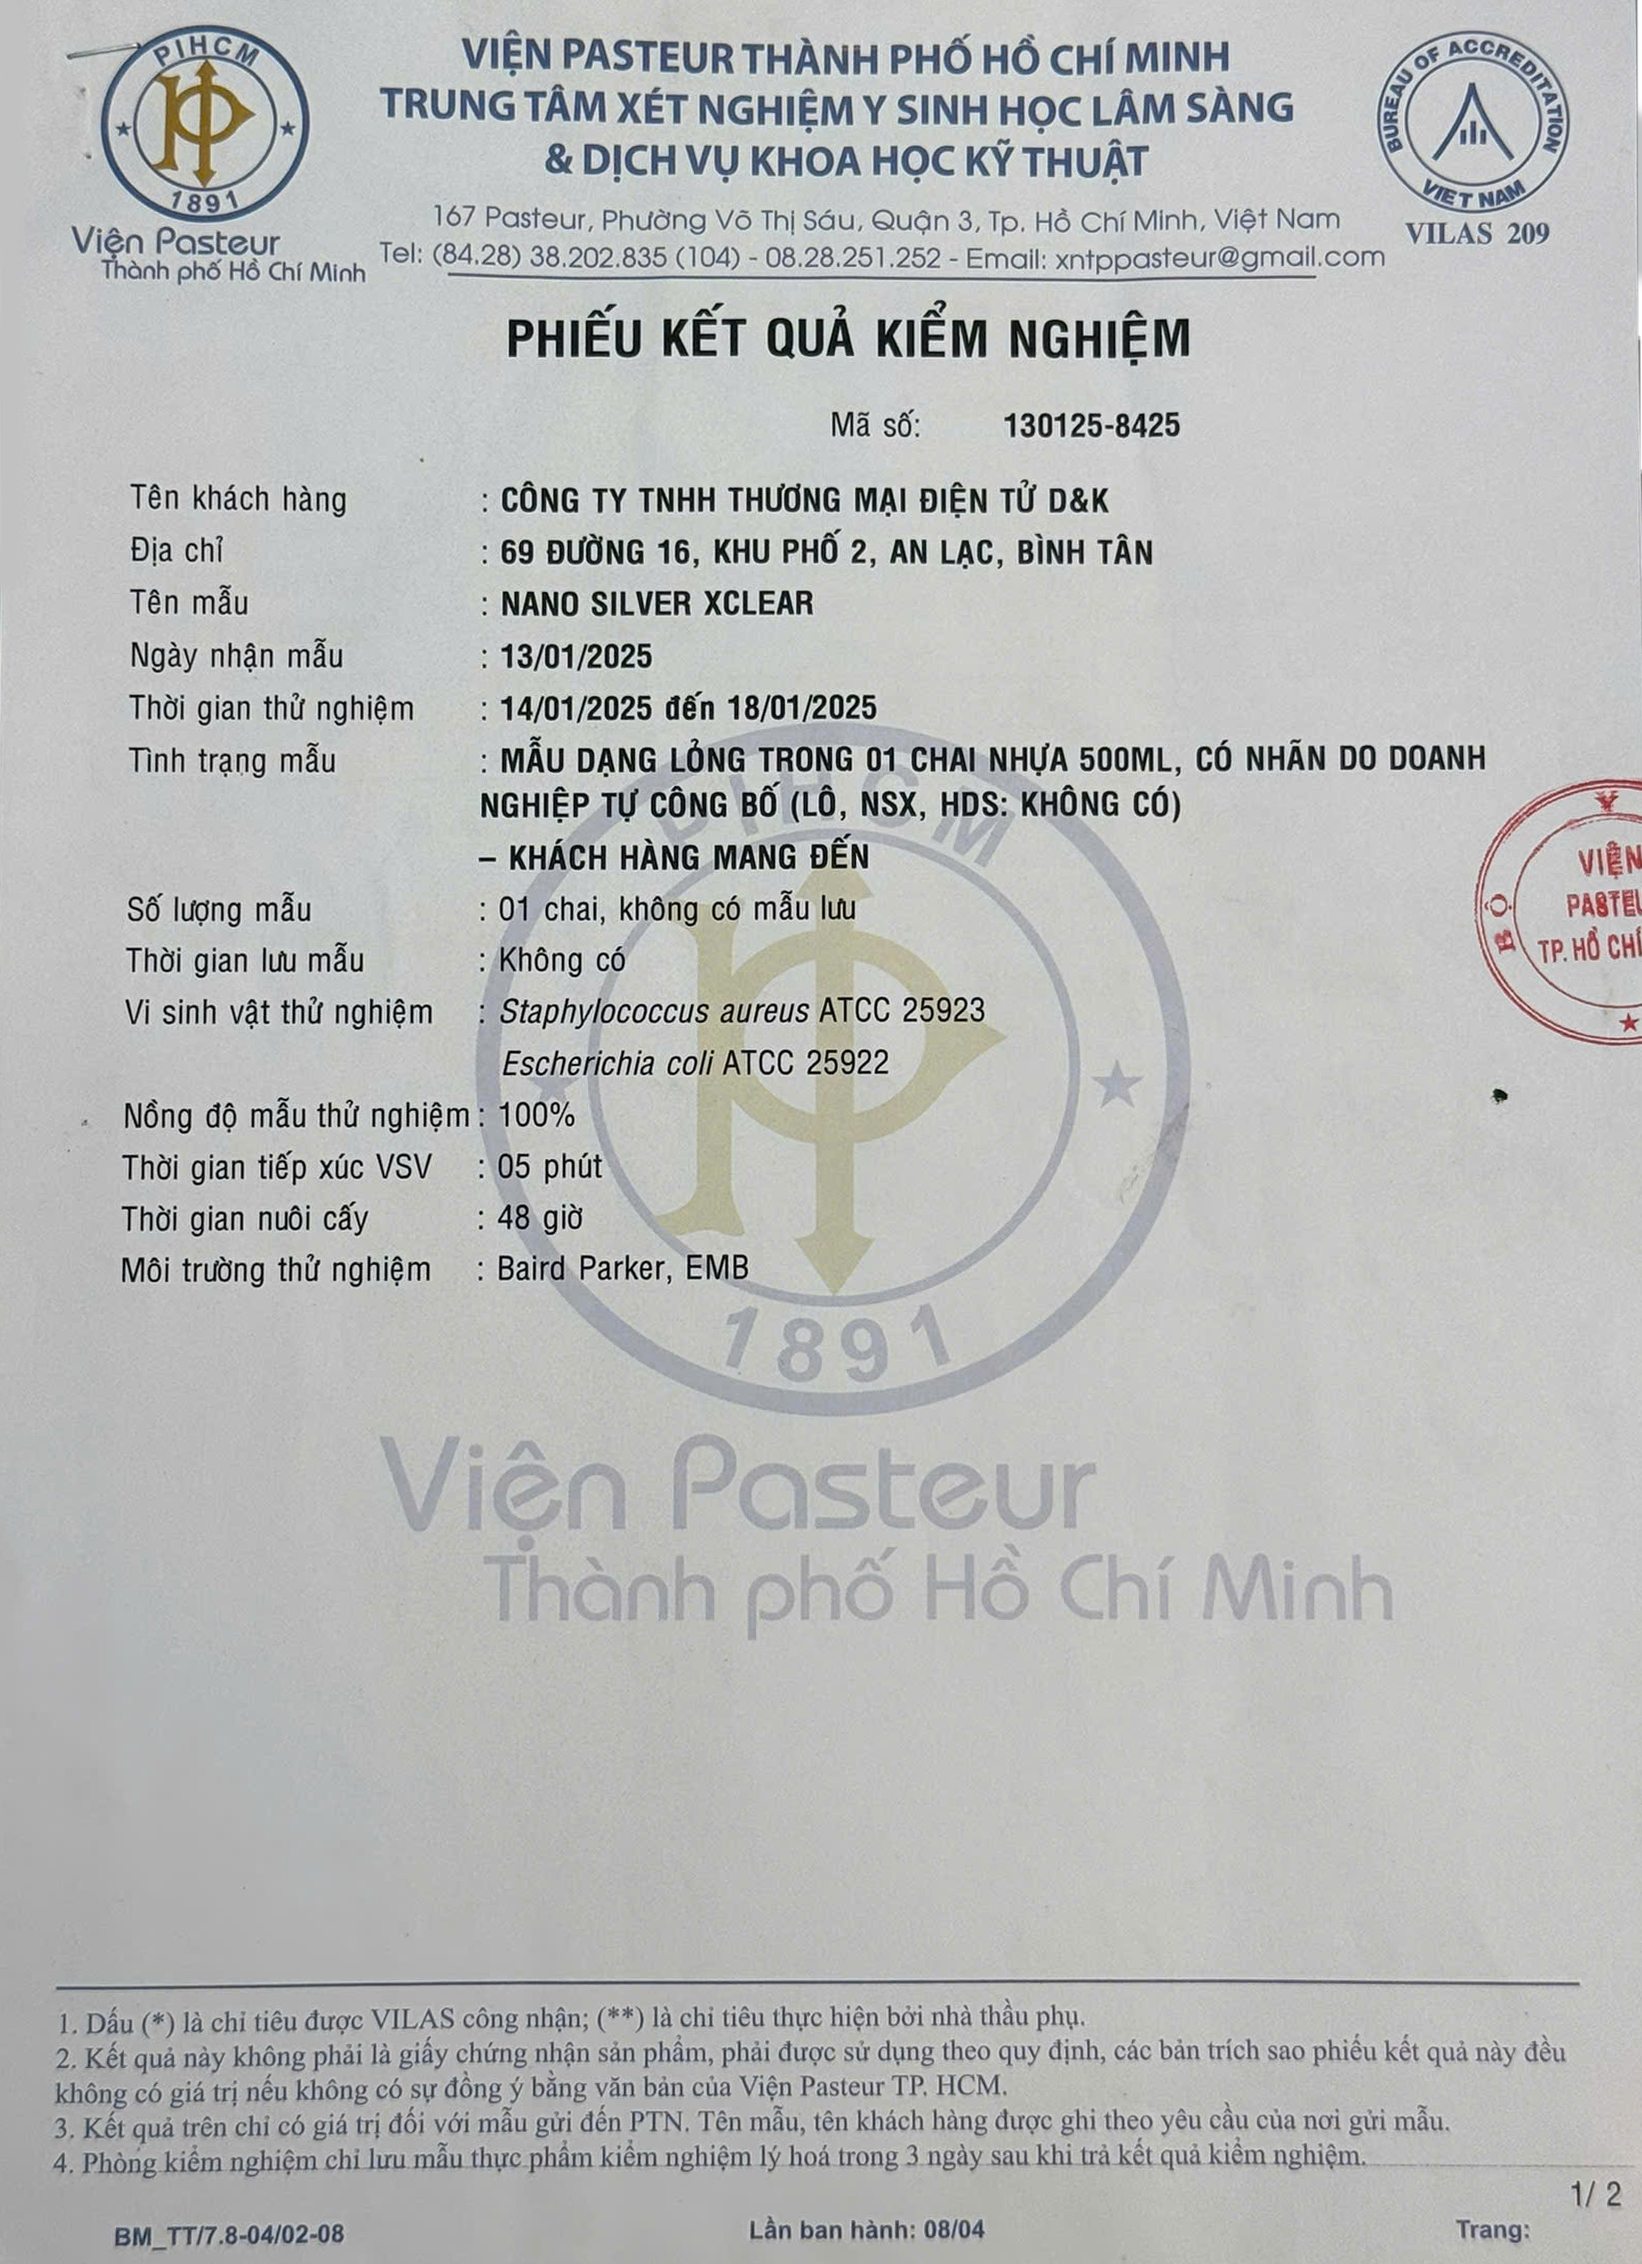 PIHCM
1891
Viện Pasteur
Thành phố Hồ Chí Minh
VIỆN PASTEUR THÀNH PHỐ HỒ CHÍ MINH
TRUNG TÂM XÉT NGHIỆM Y SINH HỌC LÂM SÀNG
& DỊCH VỤ KHOA HỌC KỸ THUẬT
167 Pasteur, Phường Võ Thị Sáu, Quận 3, Tp. Hồ Chí Minh, Việt Nam
Tel: (84.28) 38.202.835 (104) - 08.28.251.252 - Email: xntppasteur@gmail.com
BUREAU OF ACCREDITATION
VIET NAM
VILAS 209
PHIẾU KẾT QUẢ KIỂM NGHIỆM
Mã số: 130125-8425
Tên khách hàng : CÔNG TY TNHH THƯƠNG MẠI ĐIỆN TỬ D&K
Địa chỉ : 69 ĐƯỜNG 16, KHU PHỐ 2, AN LẠC, BÌNH TÂN
Tên mẫu : NANO SILVER XCLEAR
Ngày nhận mẫu : 13/01/2025
Thời gian thử nghiệm : 14/01/2025 đến 18/01/2025
Tình trạng mẫu : MẪU DẠNG LỎNG TRONG 01 CHAI NHỰA 500ML, CÓ NHÃN DO DOANH
NGHIỆP TỰ CÔNG BỐ (LÔ, NSX, HDS: KHÔNG CÓ)
– KHÁCH HÀNG MANG ĐẾN
Số lượng mẫu : 01 chai, không có mẫu lưu
Thời gian lưu mẫu : Không có
Vi sinh vật thử nghiệm : Staphylococcus aureus ATCC 25923
Escherichia coli ATCC 25922
Nồng độ mẫu thử nghiệm : 100%
Thời gian tiếp xúc VSV : 05 phút
Thời gian nuôi cấy : 48 giờ
Môi trường thử nghiệm : Baird Parker, EMB
BỘ Y
VIỆN
TP. HỒ CHÍ
PIHCM
1891
Viện Pasteur
Thành phố Hồ Chí Minh
1. Dấu (*) là chỉ tiêu được VILAS công nhận; (**) là chỉ tiêu thực hiện bởi nhà thầu phụ.
2. Kết quả này không phải là giấy chứng nhận sản phẩm, phải được sử dụng theo quy định, các bản trích sao phiếu kết quả này đều
không có giá trị nếu không có sự đồng ý bằng văn bản của Viện Pasteur TP. HCM.
3. Kết quả trên chỉ có giá trị đối với mẫu gửi đến PTN. Tên mẫu, tên khách hàng được ghi theo yêu cầu của nơi gửi mẫu.
4. Phòng kiểm nghiệm chỉ lưu mẫu thực phẩm kiểm nghiệm lý hoá trong 3 ngày sau khi trả kết quả kiểm nghiệm.
1/ 2
BM_TT/7.8-04/02-08
Lần ban hành: 08/04
Trang: